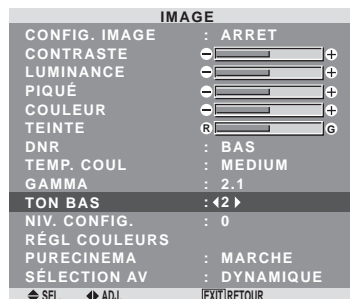 IMAGE
CONFIG. IMAGE : ARRET
CONTRASTE
LUMINANCE
PIQUÉ
COULEUR
TEINTE R G
DNR : BAS
TEMP. COUL : MEDIUM
GAMMA : 2.1
TON BAS : 2
NIV. CONFIG. : 0
RÉGL COULEURS
PURECINEMA : MARCHE
SÉLECTION AV : DYNAMIQUE
SEL. ADJ. EXIT RETOUR